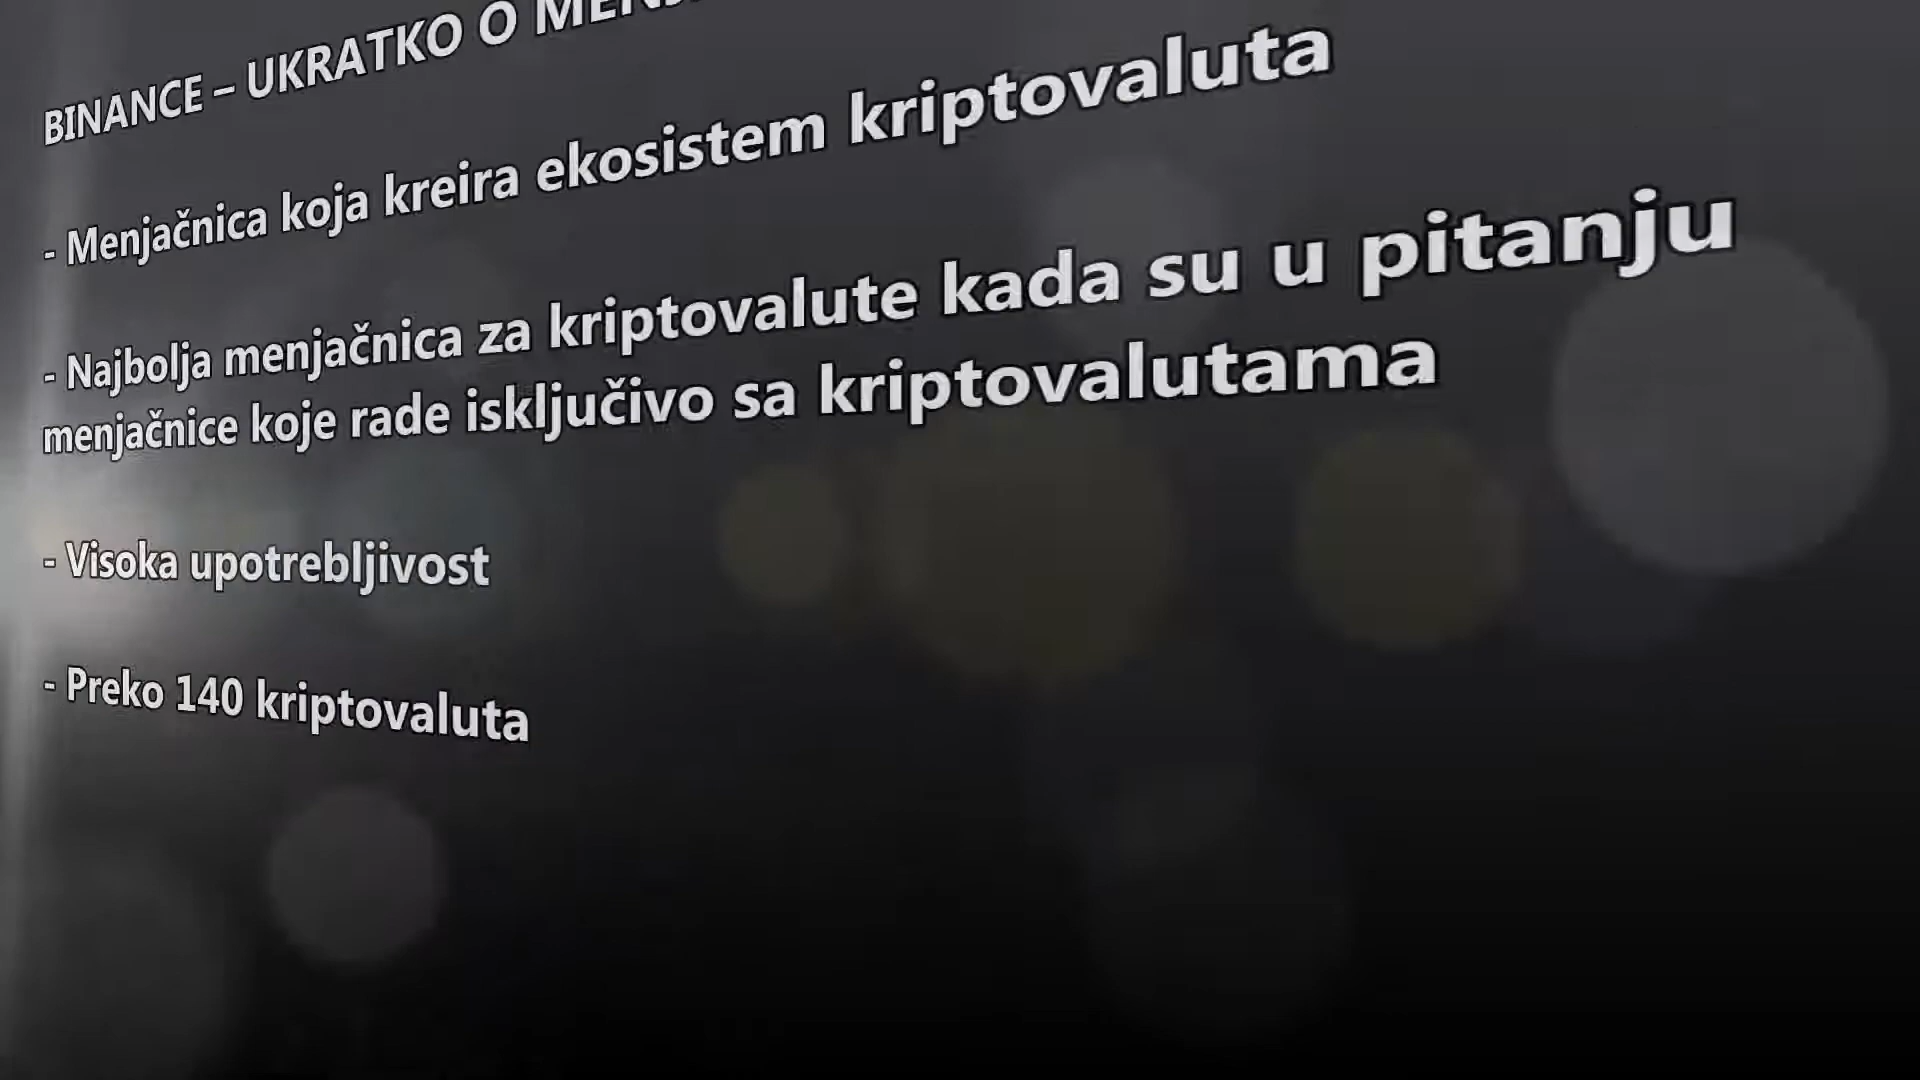 BINANCE – UKRATKO O
- Menjačnica koja kreira ekosistem kriptovaluta
- Najbolja menjačnica za kriptovalute kada su u pitanju
menjačnice koje rade isključivo sa kriptovalutama
- Visoka upotrebljivost
- Preko 140 kriptovaluta